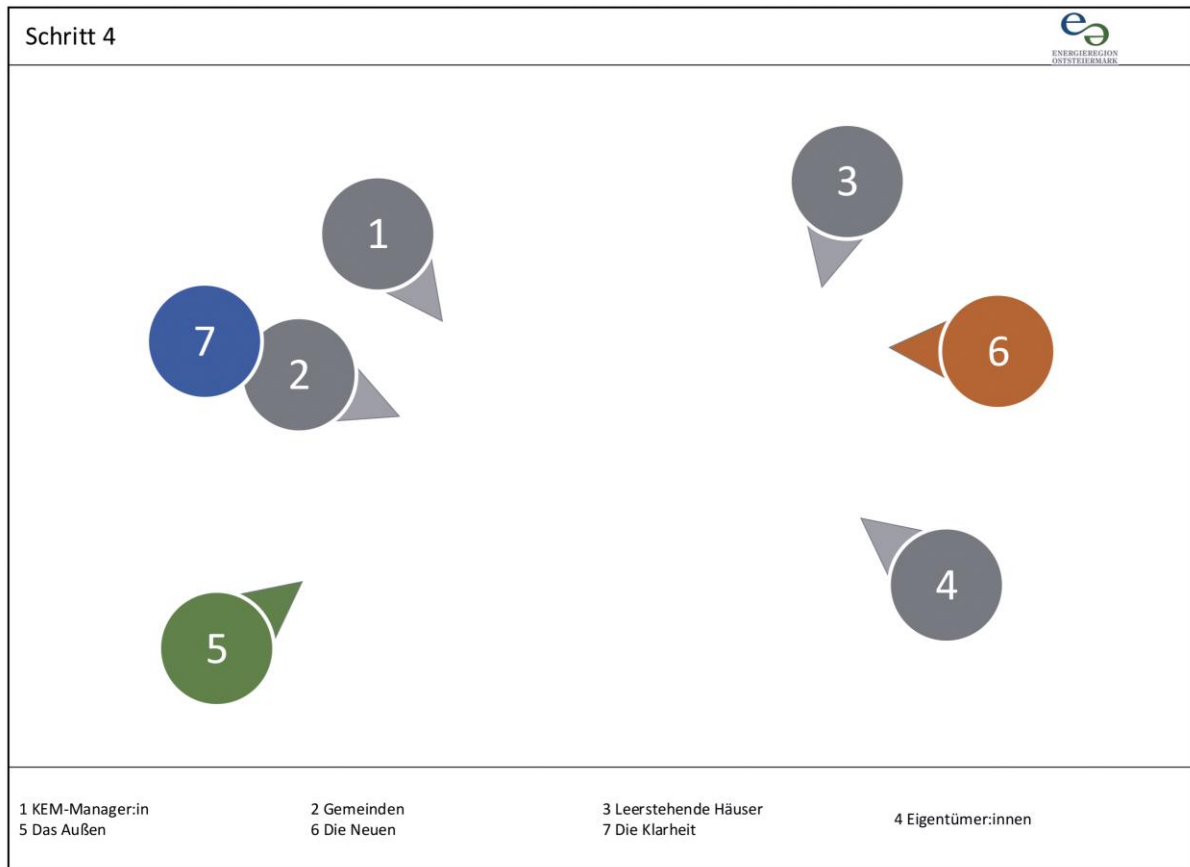 Schritt 4
ENERGIEREGION
OSTSTEIERMARK
3
1
7
2
6
4
5
1 KEM-Manager:in 2 Gemeinden 3 Leerstehende Häuser 4 Eigentümer:innen
5 Das Außen 6 Die Neuen 7 Die Klarheit